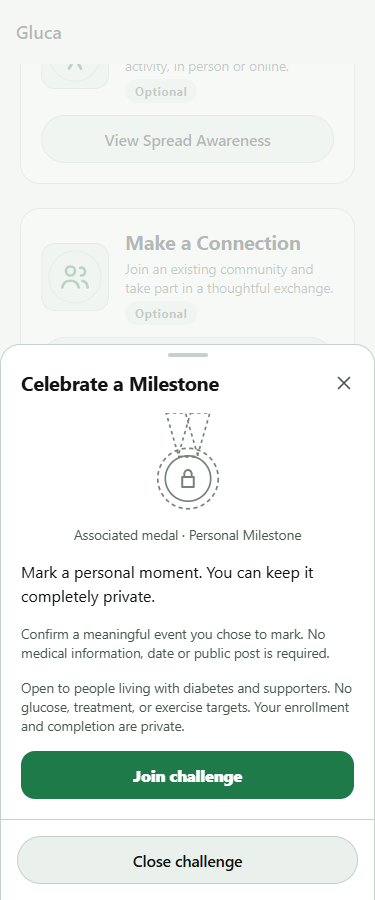 Gluca
activity, in person or online.
Optional
View Spread Awareness
Make a Connection
Join an existing community and
take part in a thoughtful exchange.
Optional
Celebrate a Milestone
Associated medal · Personal Milestone
Mark a personal moment. You can keep it
completely private.
Confirm a meaningful event you chose to mark. No
medical information, date or public post is required.
Open to people living with diabetes and supporters. No
glucose, treatment, or exercise targets. Your enrollment
and completion are private.
Join challenge
Close challenge